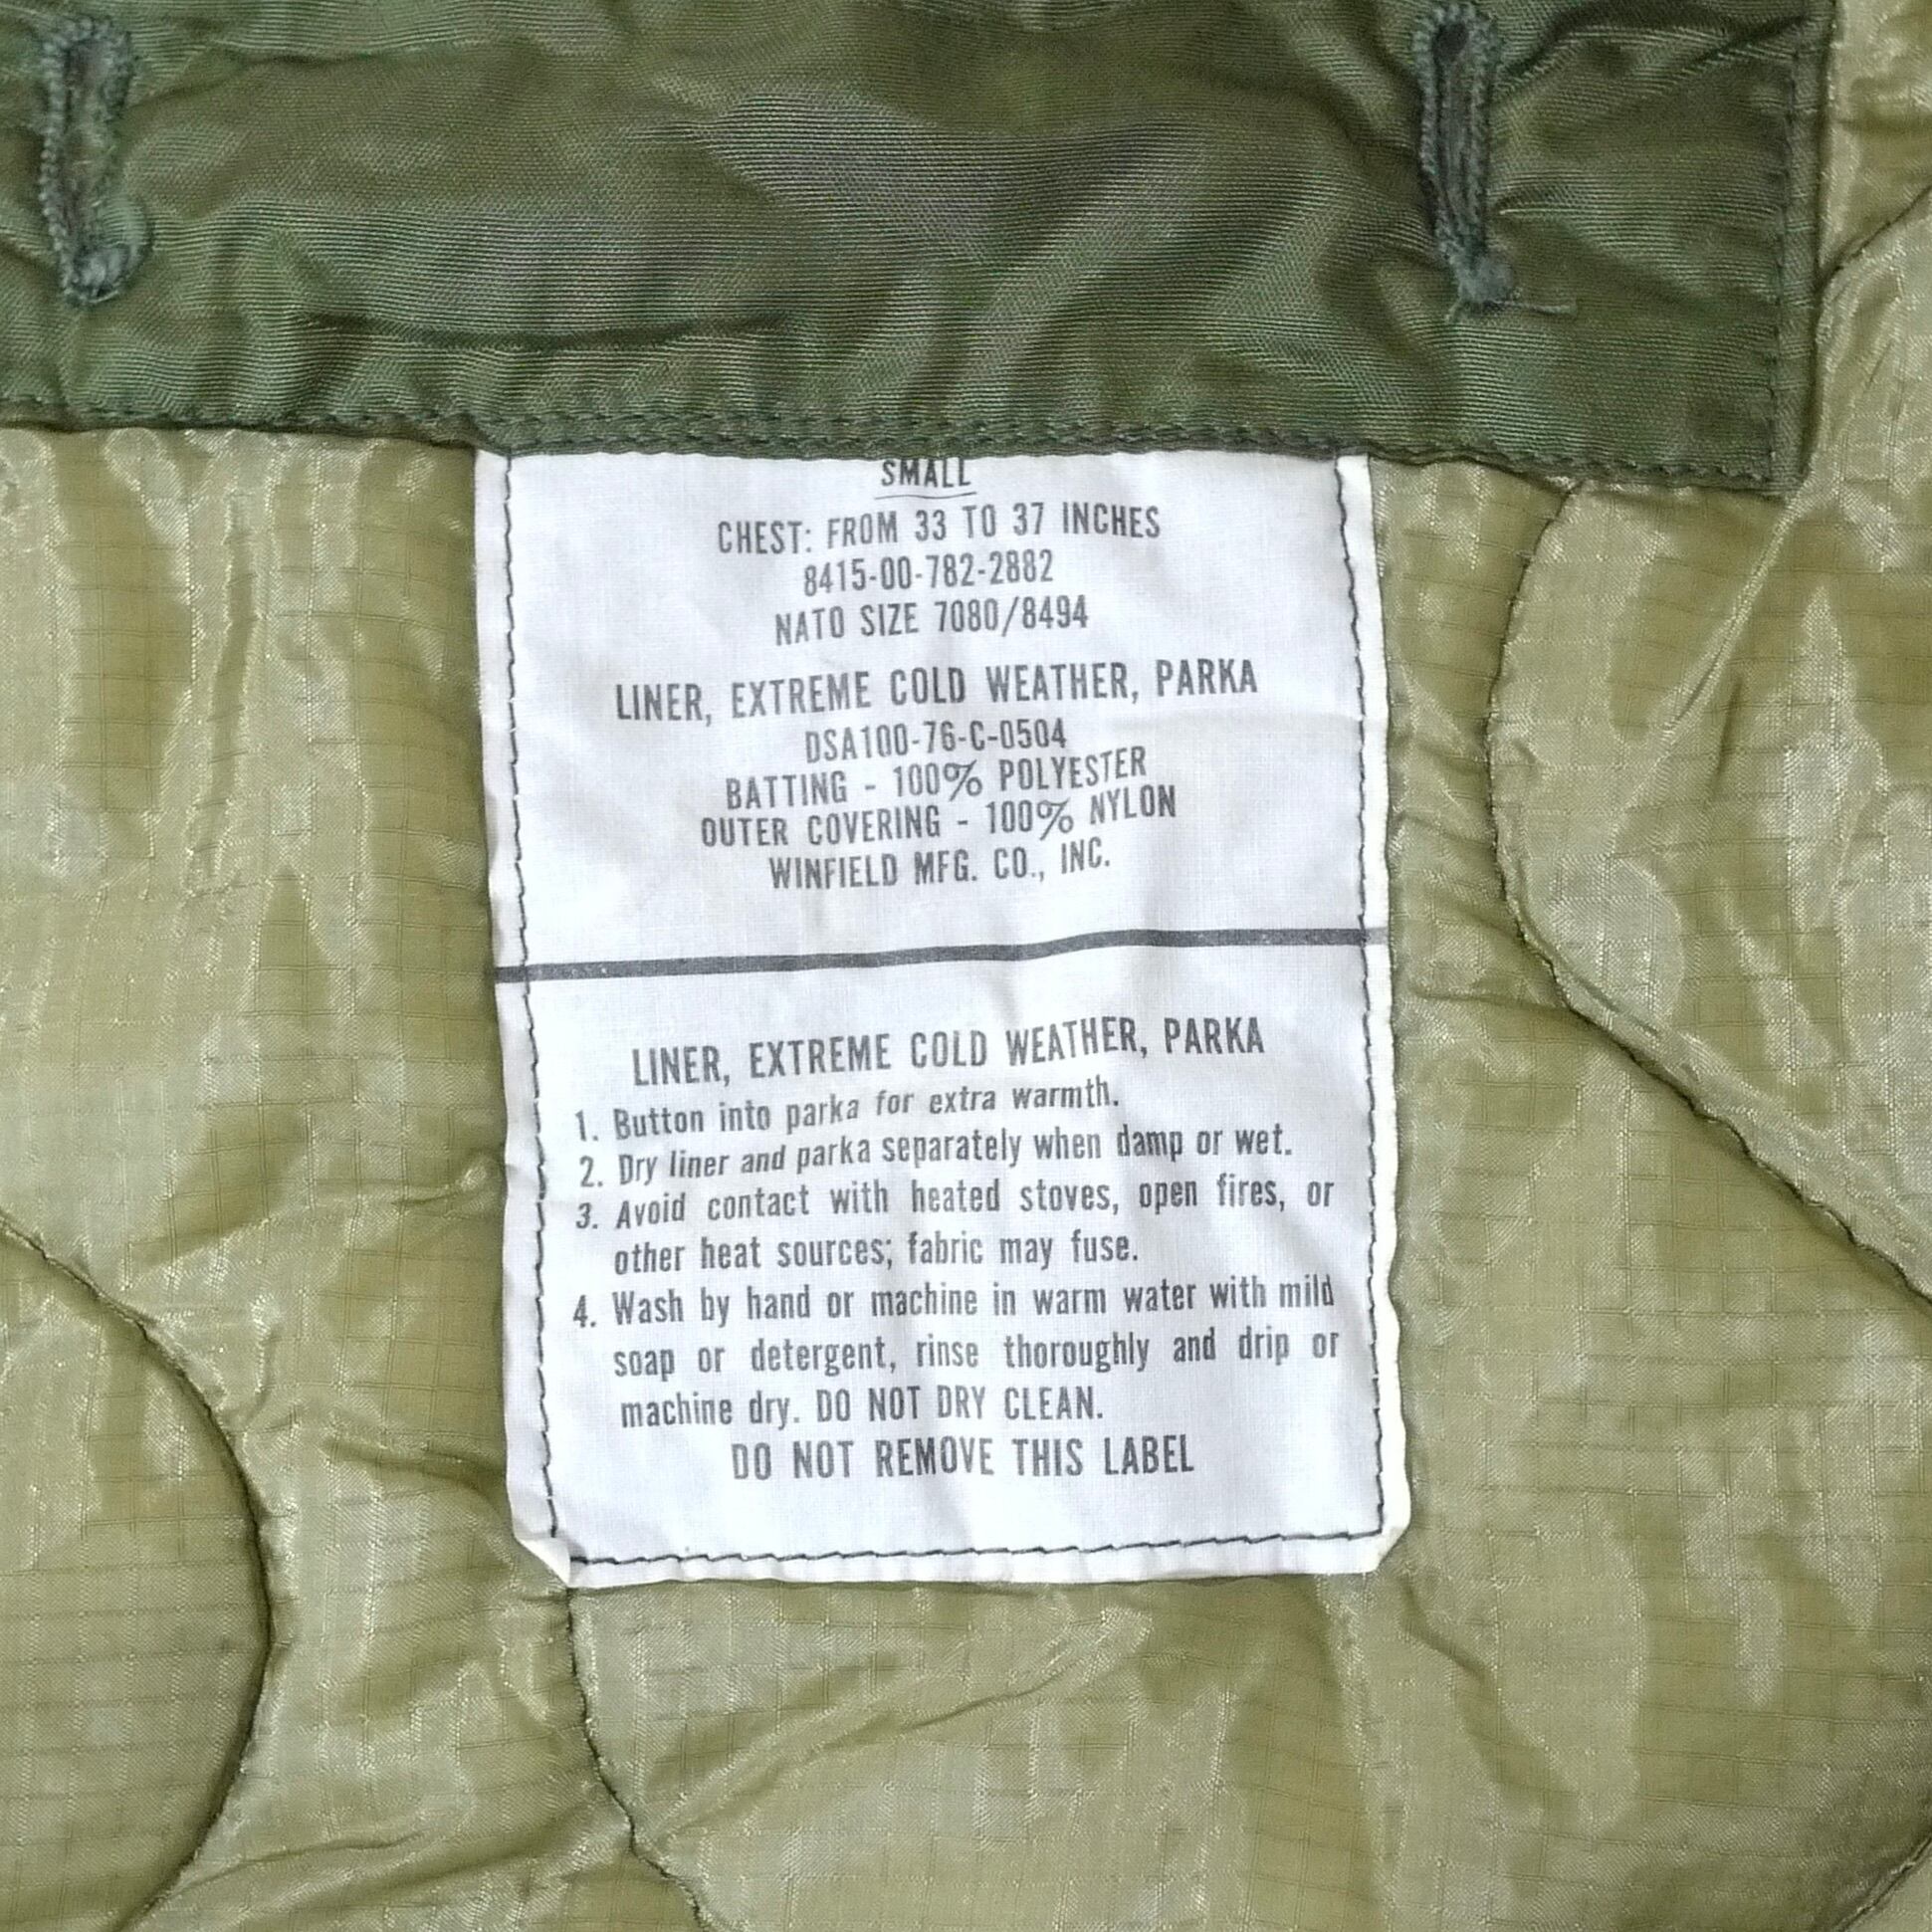 SMALL
CHEST: FROM 33 TO 37 INCHES
8415-00-782-2882
NATO SIZE 7080/8494
LINER, EXTREME COLD WEATHER, PARKA
DSA100-76-C-0504
BATTING - 100% POLYESTER
OUTER COVERING - 100% NYLON
WINFIELD MFG. CO., INC.
LINER, EXTREME COLD WEATHER, PARKA
1. Button into parka for extra warmth.
2. Dry liner and parka separately when damp or wet.
3. Avoid contact with heated stoves, open fires, or
other heat sources; fabric may fuse.
4. Wash by hand or machine in warm water with mild
soap or detergent, rinse thoroughly and drip or
machine dry. DO NOT DRY CLEAN.
DO NOT REMOVE THIS LABEL